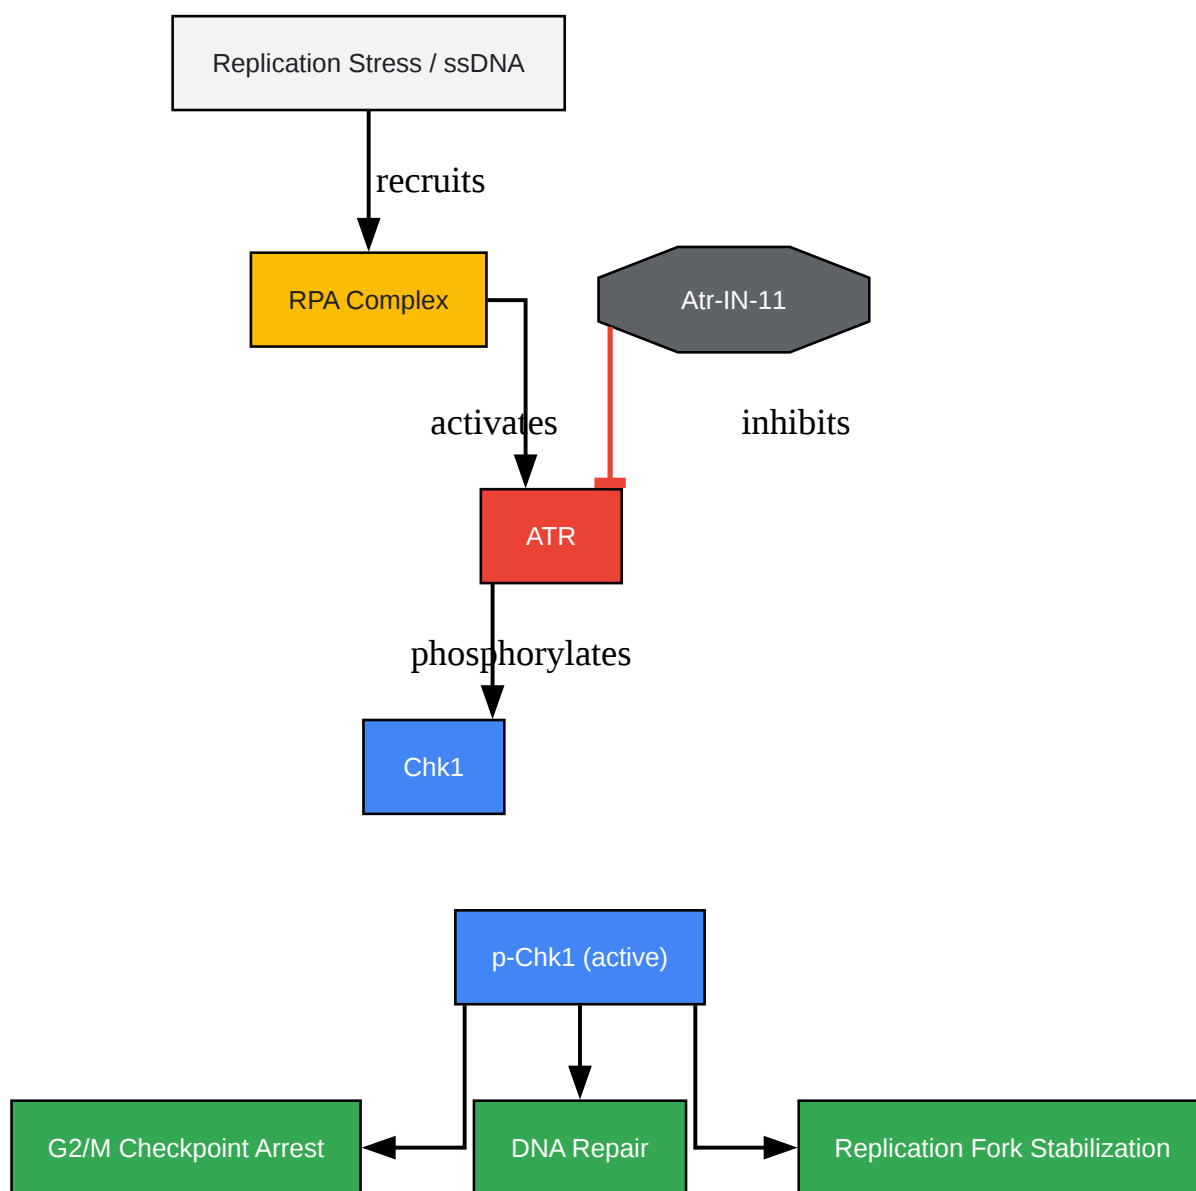 Replication Stress / ssDNA
recruits
RPA Complex
Atr-IN-11
activates
inhibits
ATR
phosphorylates
Chk1
p-Chk1 (active)
G2/M Checkpoint Arrest
DNA Repair
Replication Fork Stabilization